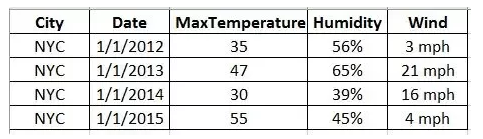 City Date MaxTemperature Humidity Wind
NYC 1/1/2012 35 56% 3 mph
NYC 1/1/2013 47 65% 21 mph
NYC 1/1/2014 30 39% 16 mph
NYC 1/1/2015 55 45% 4 mph